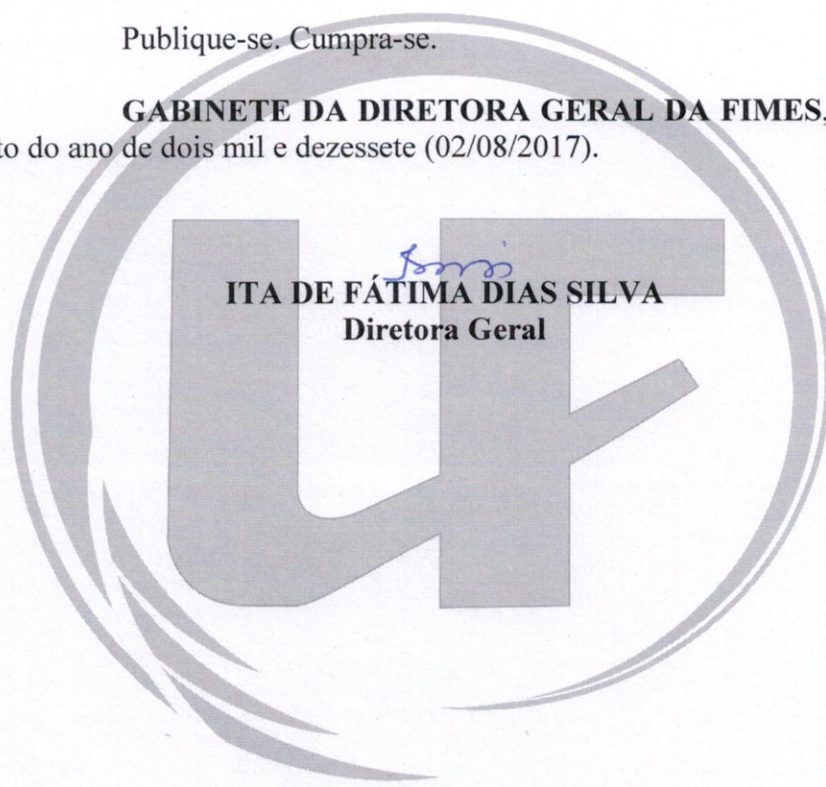 Publique-se. Cumpra-se.
GABINETE DA DIRETORA GERAL DA FIMES,
to do ano de dois mil e dezessete (02/08/2017).
ITA DE FÁTIMA DIAS SILVA
Diretora Geral
UF